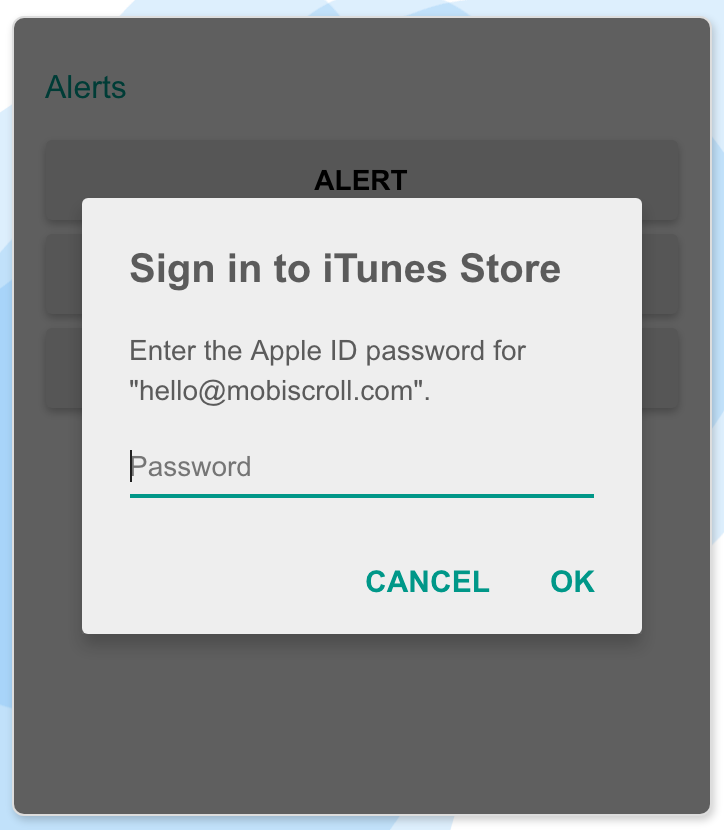 Alerts
ALERT
Sign in to iTunes Store
Enter the Apple ID password for
"hello@mobiscroll.com".
Password
CANCEL OK